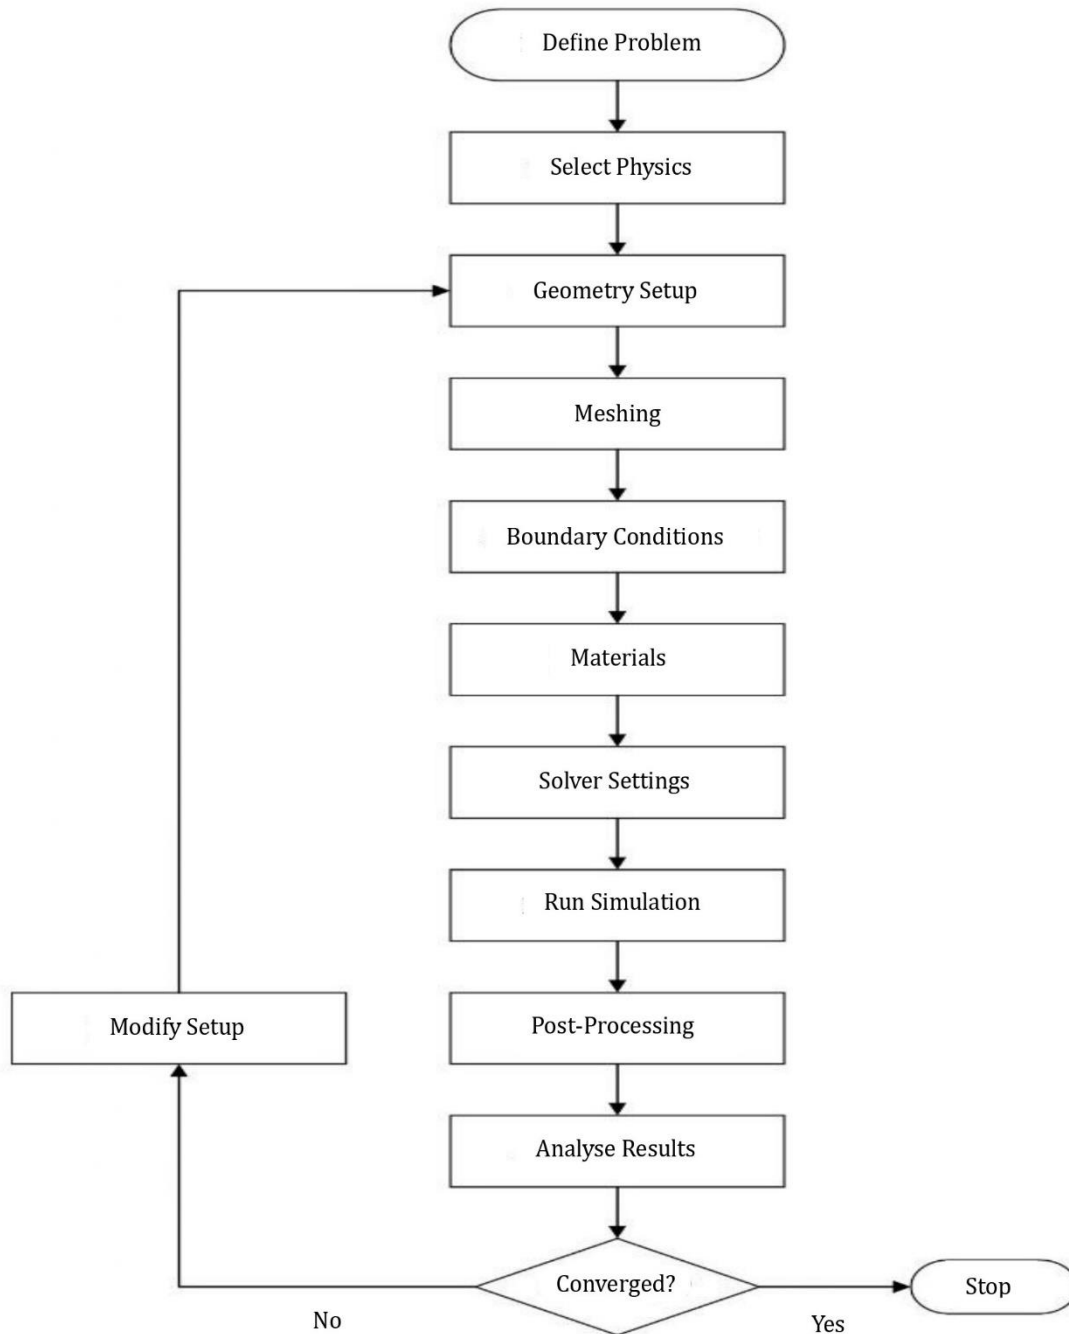 Define Problem
Select Physics
Geometry Setup
Meshing
Boundary Conditions
Materials
Solver Settings
Run Simulation
Modify Setup
Post-Processing
Analyse Results
Converged?
Stop
No
Yes